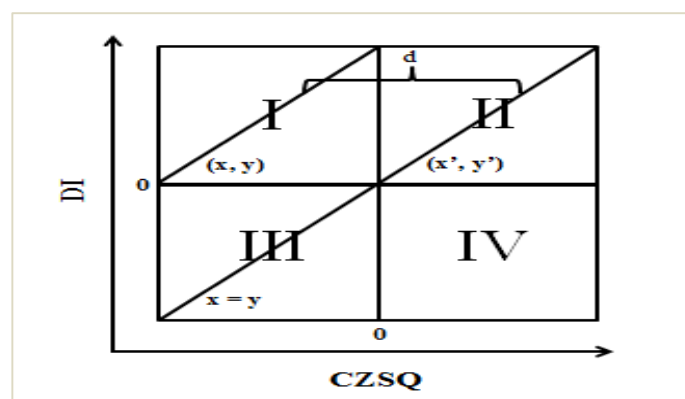 d
I
II
(x, y)
(x’, y’)
0
DI
III
IV
x = y
0
CZSQ